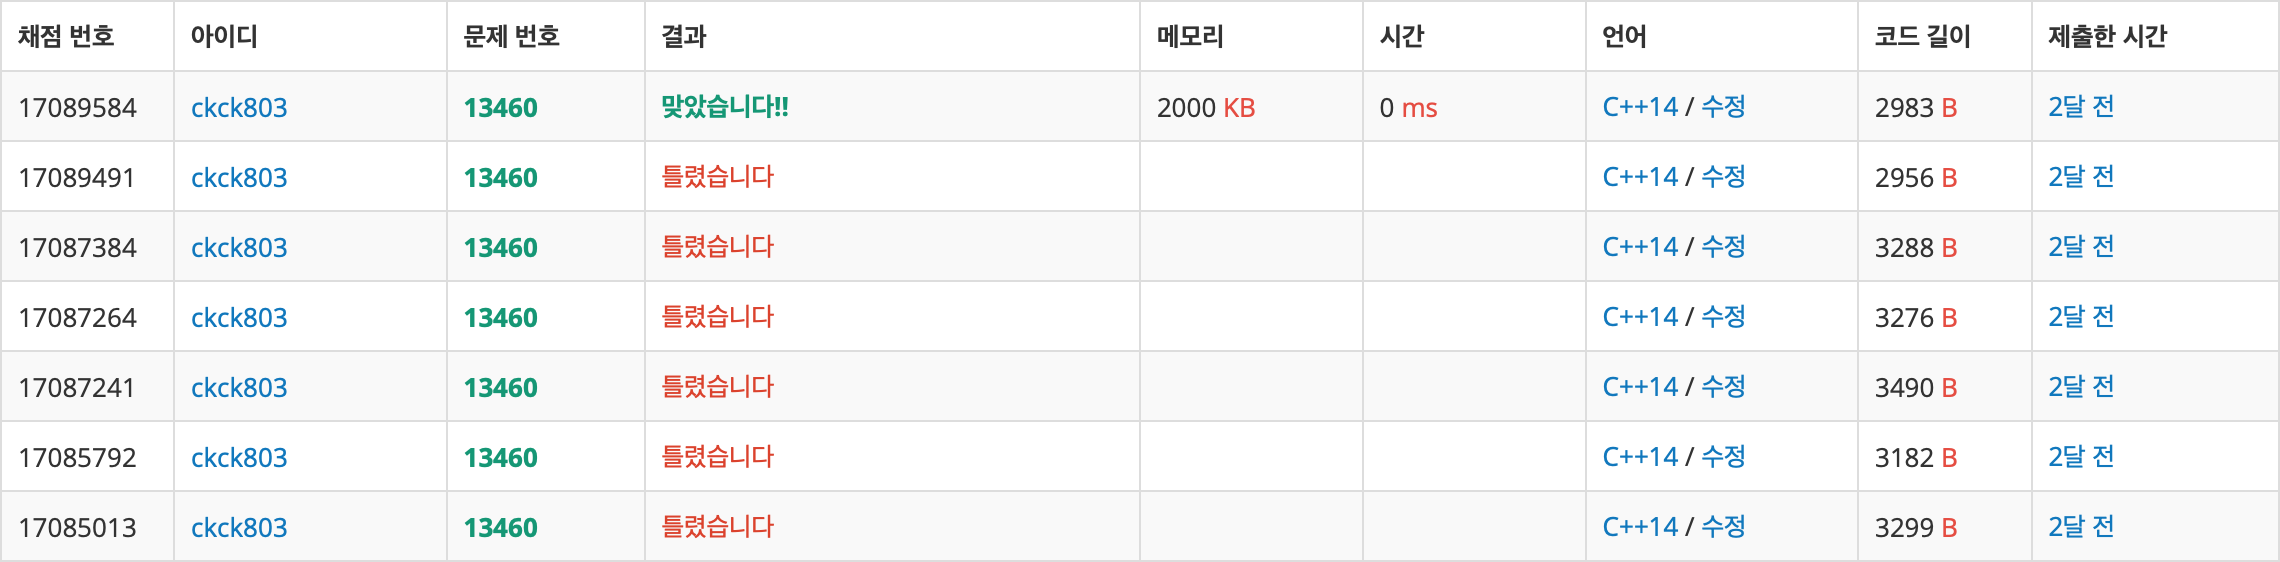 채점 번호 아이디 문제 번호 결과 메모리 시간 언어 코드 길이 제출한 시간
17089584 ckck803 13460 맞았습니다!! 2000 KB 0 ms C++14 / 수정 2983 B 2달 전
17089491 ckck803 13460 틀렸습니다 C++14 / 수정 2956 B 2달 전
17087384 ckck803 13460 틀렸습니다 C++14 / 수정 3288 B 2달 전
17087264 ckck803 13460 틀렸습니다 C++14 / 수정 3276 B 2달 전
17087241 ckck803 13460 틀렸습니다 C++14 / 수정 3490 B 2달 전
17085792 ckck803 13460 틀렸습니다 C++14 / 수정 3182 B 2달 전
17085013 ckck803 13460 틀렸습니다 C++14 / 수정 3299 B 2달 전